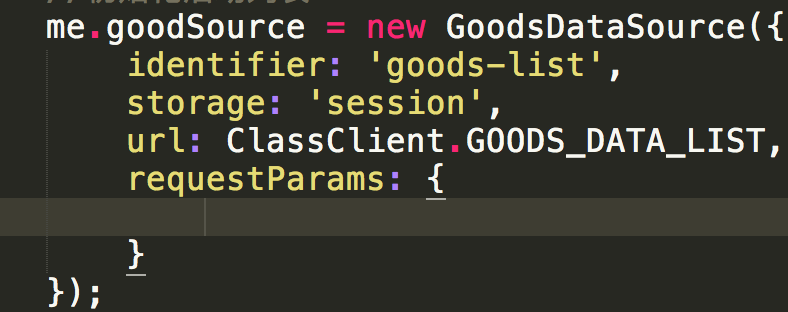 me.goodSource = new GoodsDataSource({
identifier: 'goods-list',
storage: 'session',
url: ClassClient.GOODS_DATA_LIST,
requestParams: {
}
});